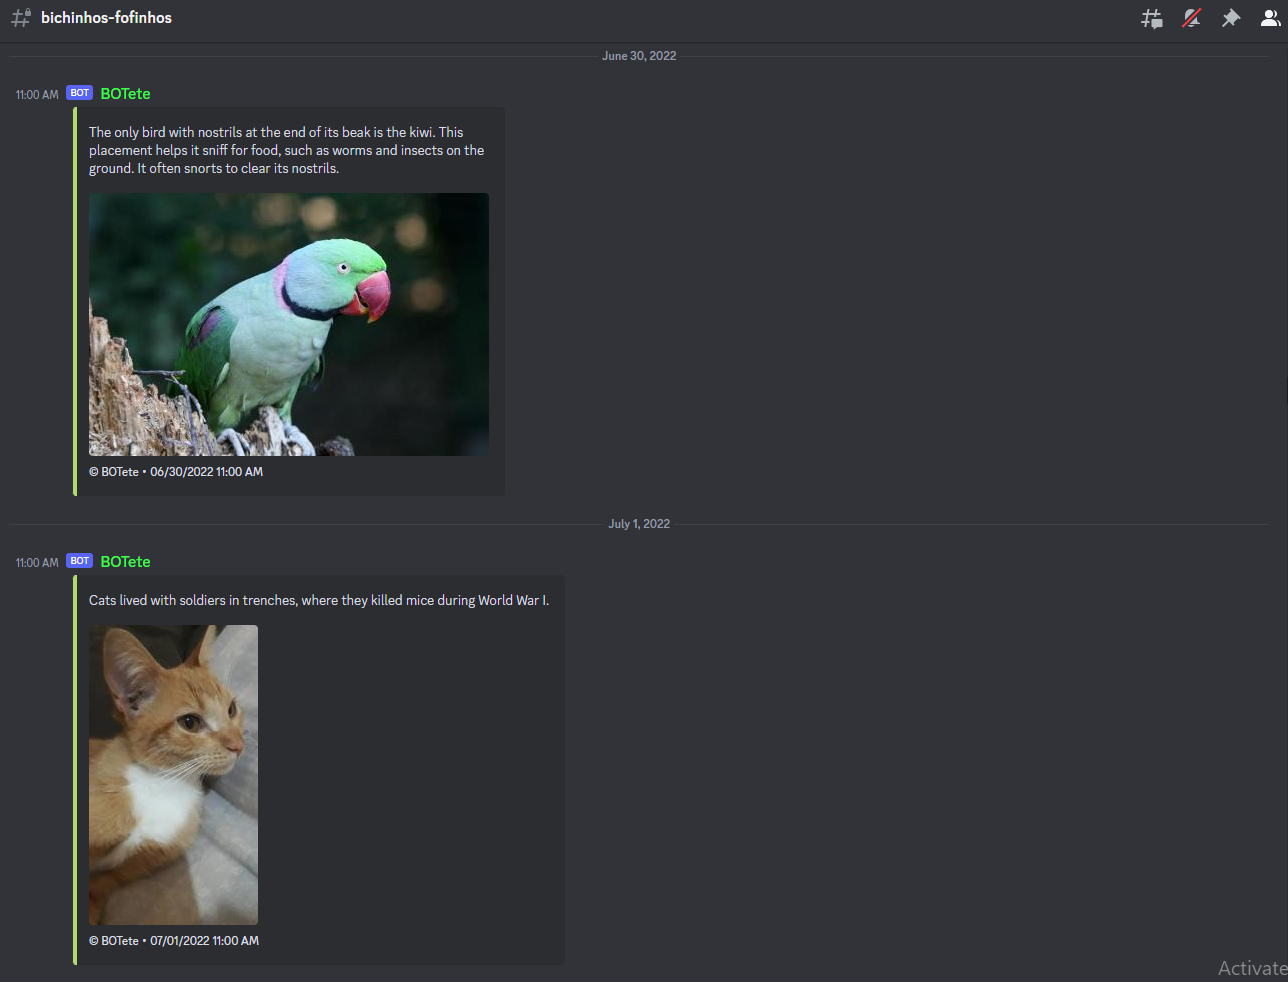 bichinhos-fofinhos
June 30, 2022
11:00 AM BOT BOTete
The only bird with nostrils at the end of its beak is the kiwi. This
placement helps it sniff for food, such as worms and insects on the
ground. It often snorts to clear its nostrils.
© BOTete • 06/30/2022 11:00 AM
July 1, 2022
11:00 AM BOT BOTete
Cats lived with soldiers in trenches, where they killed mice during World War I.
© BOTete • 07/01/2022 11:00 AM
Activate